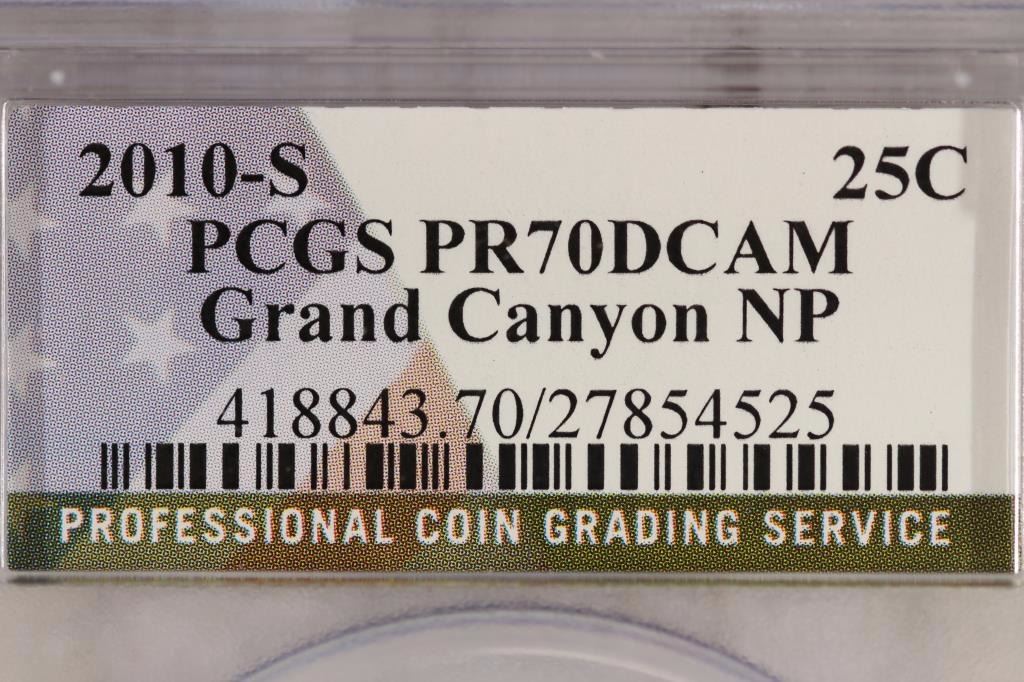 2010-S 25C
PCGS PR70DCAM
Grand Canyon NP
418843.70/27854525
PROFESSIONAL COIN GRADING SERVICE